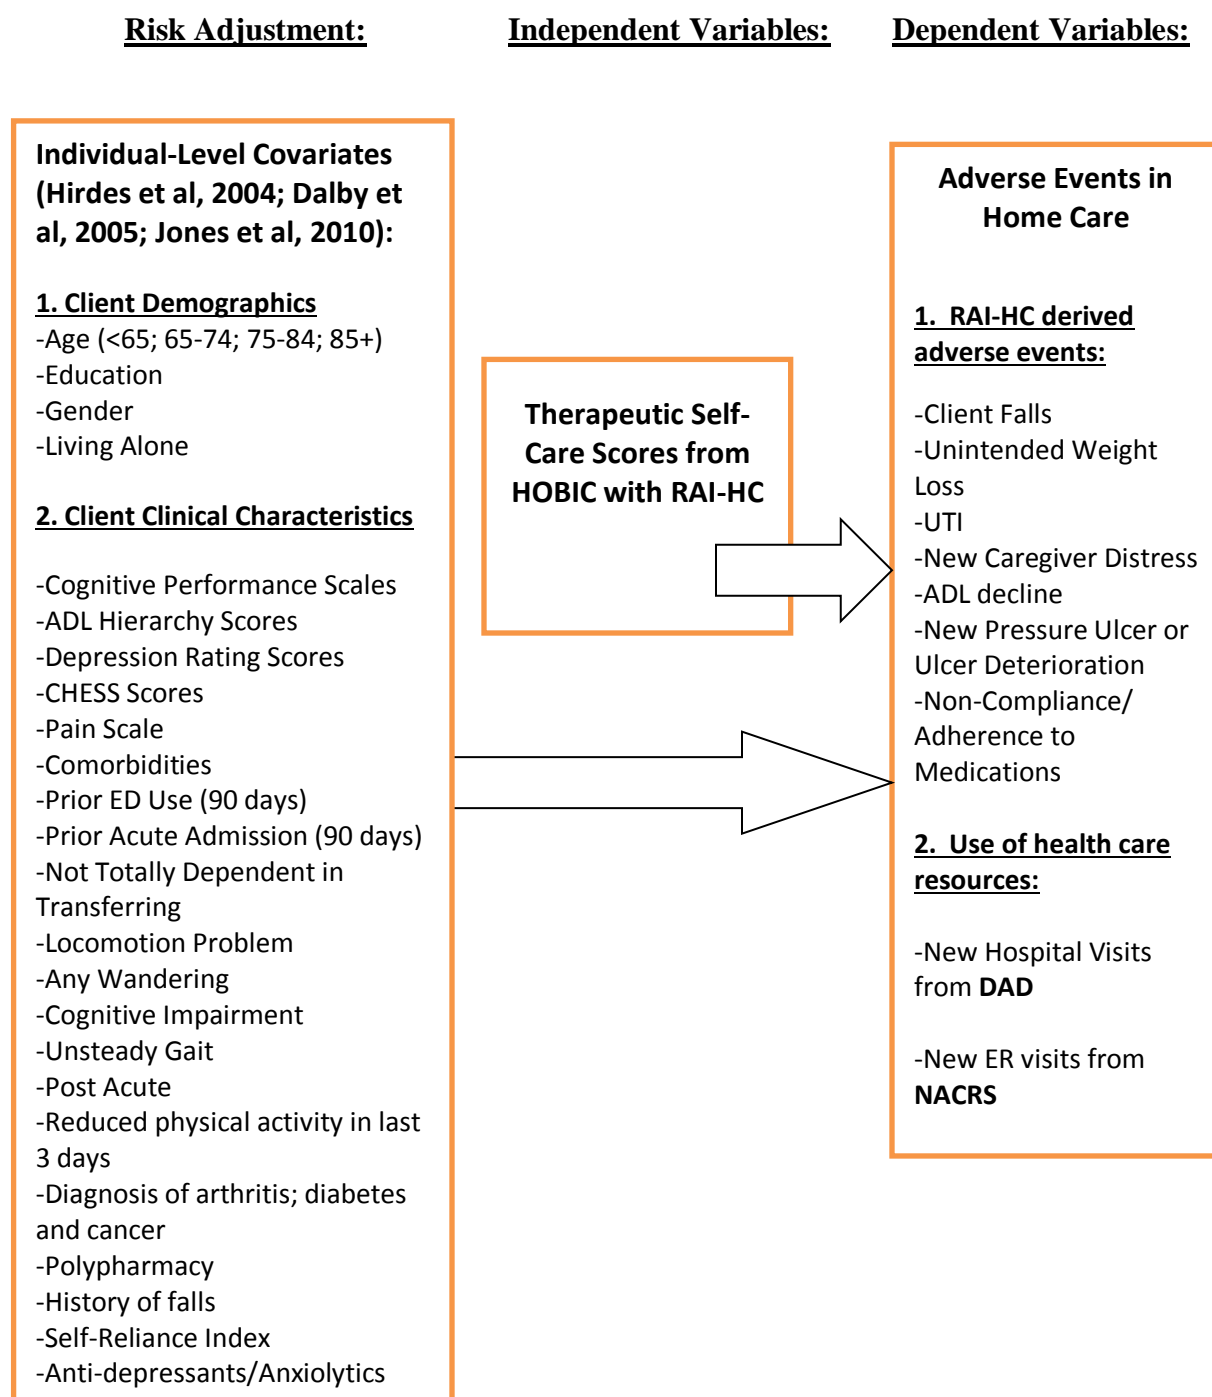 Risk Adjustment:
Independent Variables:
Dependent Variables:
Individual-Level Covariates
(Hirdes et al, 2004; Dalby et
al, 2005; Jones et al, 2010):
1. Client Demographics
-Age (<65; 65-74; 75-84; 85+)
-Education
-Gender
-Living Alone
2. Client Clinical Characteristics
-Cognitive Performance Scales
-ADL Hierarchy Scores
-Depression Rating Scores
-CHESS Scores
-Pain Scale
-Comorbidities
-Prior ED Use (90 days)
-Prior Acute Admission (90 days)
-Not Totally Dependent in
Transferring
-Locomotion Problem
-Any Wandering
-Cognitive Impairment
-Unsteady Gait
-Post Acute
-Reduced physical activity in last
3 days
-Diagnosis of arthritis; diabetes
and cancer
-Polypharmacy
-History of falls
-Self-Reliance Index
-Anti-depressants/Anxiolytics
Therapeutic Self-
Care Scores from
HOBIC with RAI-HC
Adverse Events in
Home Care
1. RAI-HC derived
adverse events:
-Client Falls
-Unintended Weight
Loss
-UTI
-New Caregiver Distress
-ADL decline
-New Pressure Ulcer or
Ulcer Deterioration
-Non-Compliance/
Adherence to
Medications
2. Use of health care
resources:
-New Hospital Visits
from DAD
-New ER visits from
NACRS